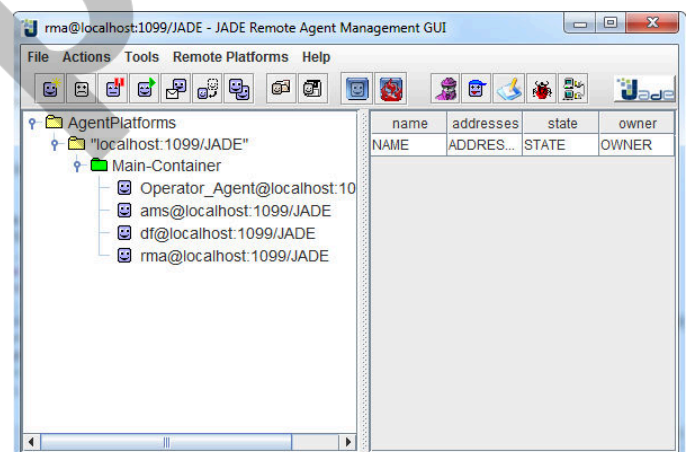 rma@localhost:1099/JADE - JADE Remote Agent Management GUI
File Actions Tools Remote Platforms Help
Jade
AgentPlatforms
"localhost:1099/JADE"
Main-Container
Operator_Agent@localhost:10
ams@localhost:1099/JADE
df@localhost:1099/JADE
rma@localhost:1099/JADE
name addresses state owner
NAME ADDRES... STATE OWNER